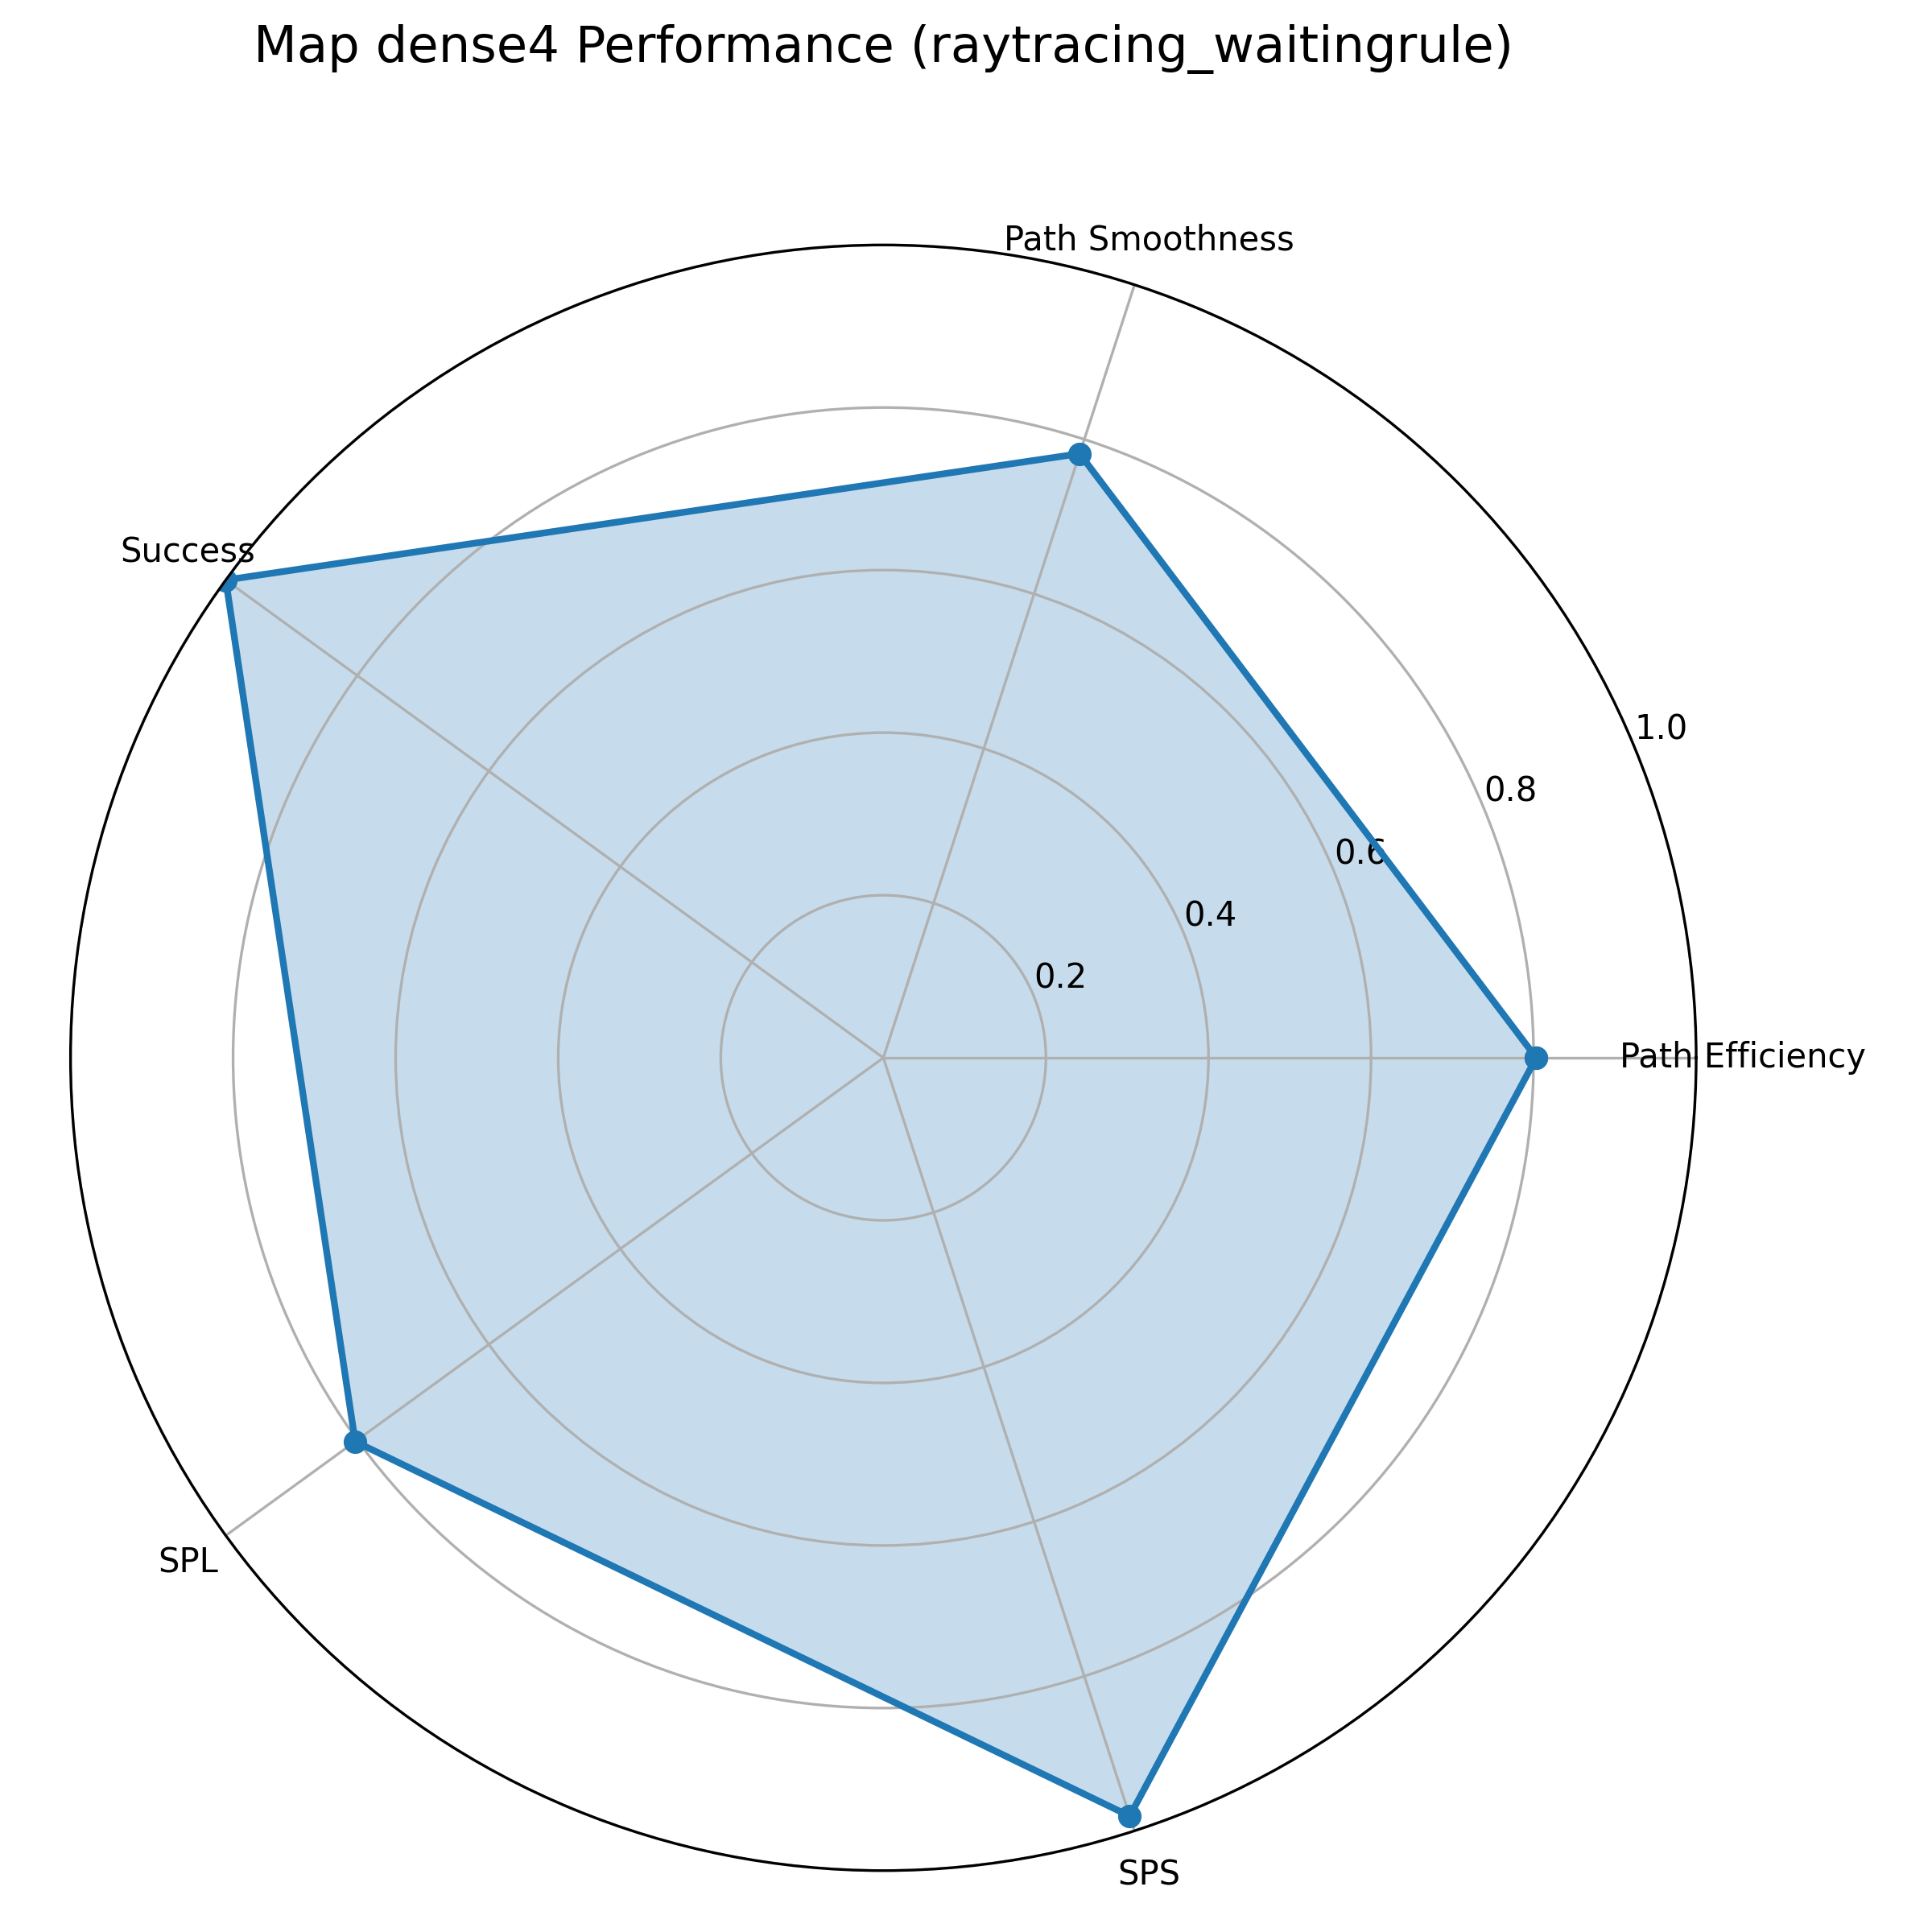 Map dense4 Performance (raytracing_waitingrule)
Path Smoothness
Success
1.0
0.8
0.6
0.4
0.2
Path Efficiency
SPL
SPS